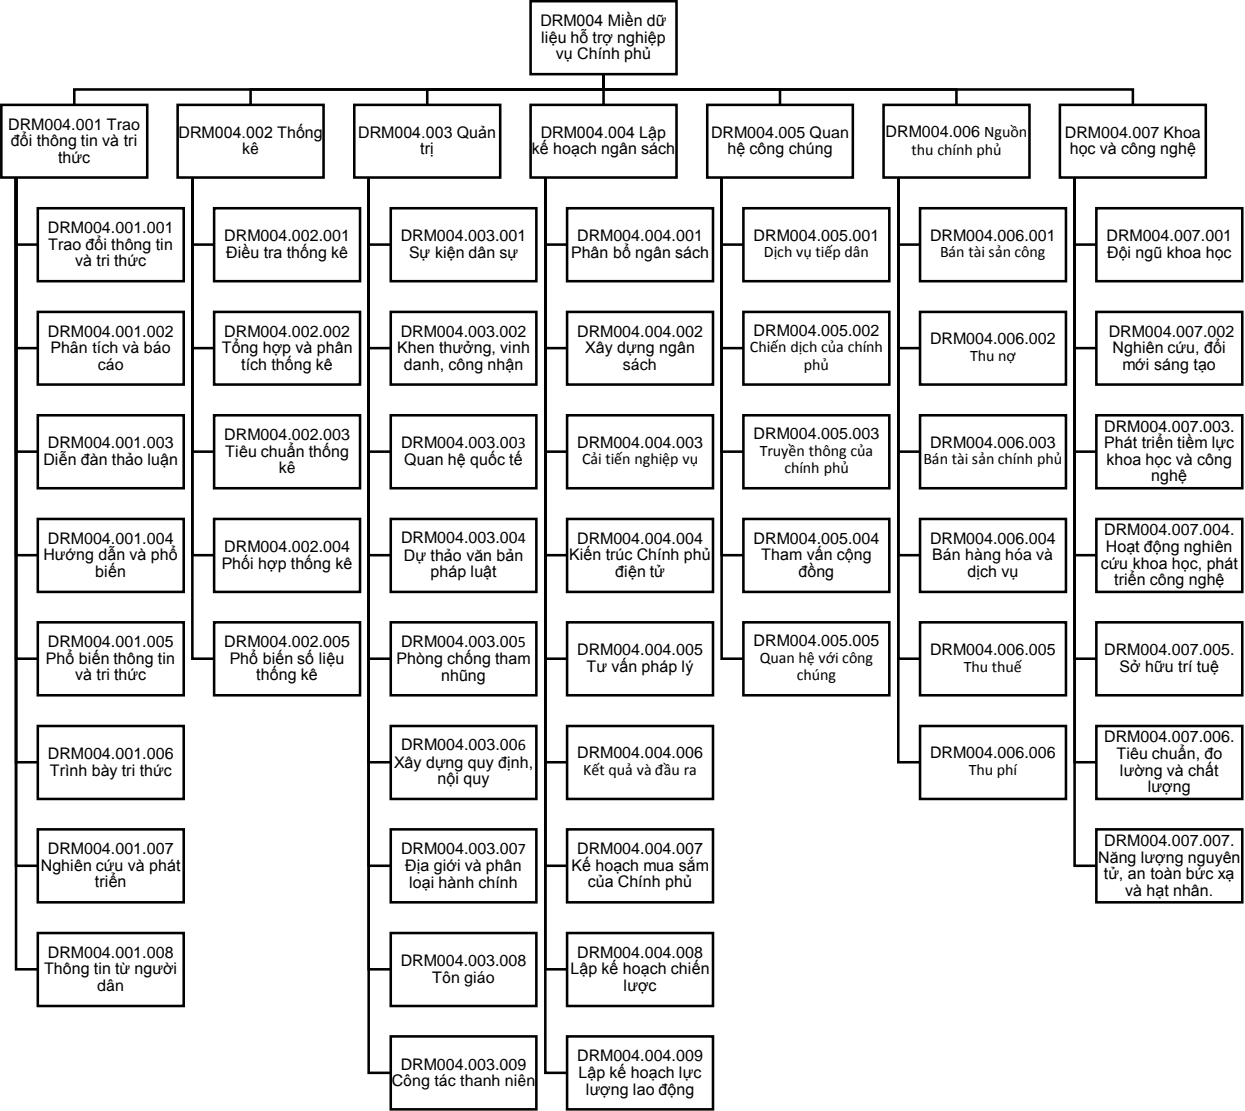 DRM004 Miền dữ
liệu hỗ trợ nghiệp
vụ Chính phủ
DRM004.001 Trao
đổi thông tin và tri
thức
DRM004.001.001
Trao đổi thông tin
và tri thức
DRM004.001.002
Phân tích và báo
cáo
DRM004.001.003
Diễn đàn thảo luận
DRM004.001.004
Hướng dẫn và phổ
biến
DRM004.001.005
Phổ biến thông tin
và tri thức
DRM004.001.006
Trình bày tri thức
DRM004.001.007
Nghiên cứu và phát
triển
DRM004.001.008
Thông tin từ người
dân
DRM004.002 Thống
kê
DRM004.002.001
Điều tra thống kê
DRM004.002.002
Tổng hợp và phân
tích thống kê
DRM004.002.003
Tiêu chuẩn thống
kê
DRM004.002.004
Phối hợp thống kê
DRM004.002.005
Phổ biến số liệu
thống kê
DRM004.003 Quản
trị
DRM004.003.001
Sự kiện dân sự
DRM004.003.002
Khen thưởng, vinh
danh, công nhận
DRM004.003.003
Quan hệ quốc tế
DRM004.003.004
Dự thảo văn bản
pháp luật
DRM004.003.005
Phòng chống tham
nhũng
DRM004.003.006
Xây dựng quy định,
nội quy
DRM004.003.007
Địa giới và phân
loại hành chính
DRM004.003.008
Tôn giáo
DRM004.003.009
Công tác thanh niên
DRM004.004 Lập
kế hoạch ngân sách
DRM004.004.001
Phân bổ ngân sách
DRM004.004.002
Xây dựng ngân
sách
DRM004.004.003
Cải tiến nghiệp vụ
DRM004.004.004
Kiến trúc Chính phủ
điện tử
DRM004.004.005
Tư vấn pháp lý
DRM004.004.006
Kết quả và đầu ra
DRM004.004.007
Kế hoạch mua sắm
của Chính phủ
DRM004.004.008
Lập kế hoạch chiến
lược
DRM004.004.009
Lập kế hoạch lực
lượng lao động
DRM004.005 Quan
hệ công chúng
DRM004.005.001
Dịch vụ tiếp dân
DRM004.005.002
Chiến dịch của chính
phủ
DRM004.005.003
Truyền thông của
chính phủ
DRM004.005.004
Tham vấn cộng
đồng
DRM004.005.005
Quan hệ với công
chúng
DRM004.006 Nguồn
thu chính phủ
DRM004.006.001
Bán tài sản công
DRM004.006.002
Thu nợ
DRM004.006.003
Bán tài sản chính phủ
DRM004.006.004
Bán hàng hóa và
dịch vụ
DRM004.006.005
Thu thuế
DRM004.006.006
Thu phí
DRM004.007 Khoa
học và công nghệ
DRM004.007.001
Đội ngũ khoa học
DRM004.007.002
Nghiên cứu, đổi
mới sáng tạo
DRM004.007.003.
Phát triển tiềm lực
khoa học và công
nghệ
DRM004.007.004.
Hoạt động nghiên
cứu khoa học, phát
triển công nghệ
DRM004.007.005.
Sở hữu trí tuệ
DRM004.007.006.
Tiêu chuẩn, đo
lường và chất
lượng
DRM004.007.007.
Năng lượng nguyên
tử, an toàn bức xạ
và hạt nhân.